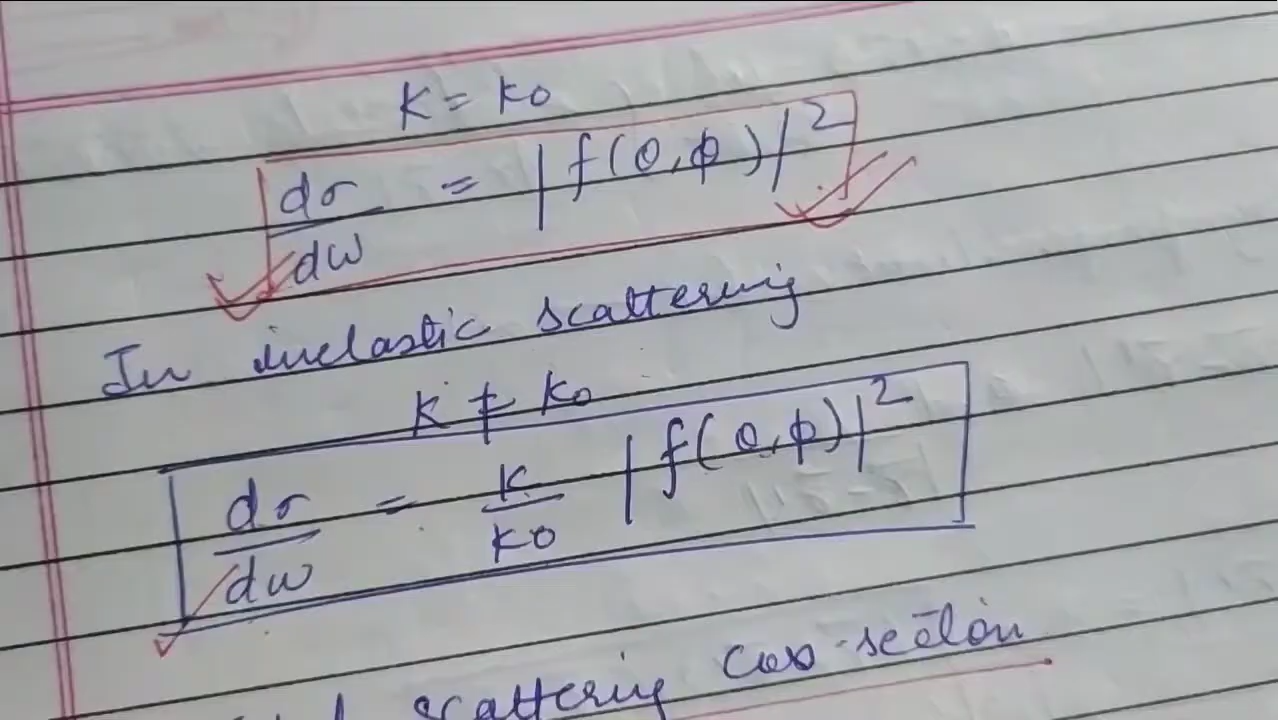 K = K0
dσ/dω = |f(θ,ϕ)|²
In inelastic scattering
K ≠ K0
dσ/dω = K/K0 |f(θ,ϕ)|²
scattering cross-section